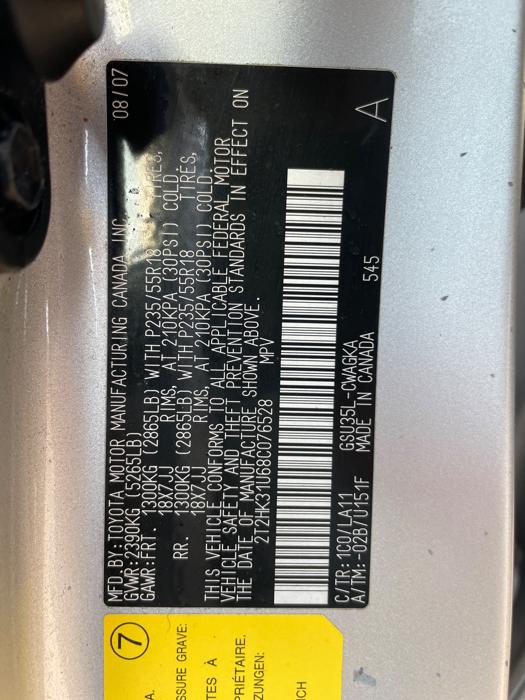 MFD.BY:TOYOTA MOTOR MANUFACTURING CANADA INC. 08/07
GVWR:2390KG (5265LB)
GAWR:FRT. 1300KG (2865LB) WITH P235/55R18 TIRES,
18X7JJ RIMS, AT 210KPA (30PSI) COLD
RR. 1300KG (2865LB) WITH P235/55R18 TIRES,
18X7JJ RIMS, AT 210KPA (30PSI) COLD.
THIS VEHICLE CONFORMS TO ALL APPLICABLE FEDERAL MOTOR
VEHICLE SAFETY AND THEFT PREVENTION STANDARDS IN EFFECT ON
THE DATE OF MANUFACTURE SHOWN ABOVE.
2T2HK31U68C076528 MPV
C/TR:1C0/LA11 GSU35L-CWAGKA
A/TM:-02B/U151F MADE IN CANADA 545
A
7
A.
SSURE GRAVE:
TES À
PRIÉTAIRE.
ZUNGEN:
ICH